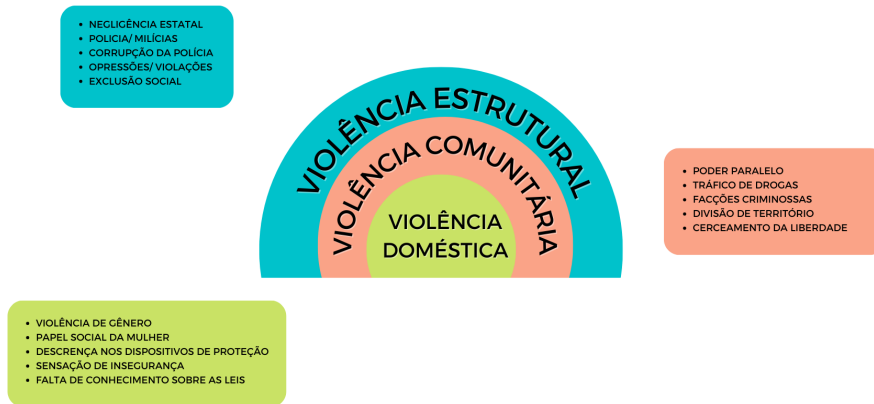 • NEGLIGÊNCIA ESTATAL
• POLICIA/ MILÍCIAS
• CORRUPÇÃO DA POLÍCIA
• OPRESSÕES/ VIOLAÇÕES
• EXCLUSÃO SOCIAL
VIOLÊNCIA ESTRUTURAL
VIOLÊNCIA COMUNITÁRIA
VIOLÊNCIA
DOMÉSTICA
• PODER PARALELO
• TRÁFICO DE DROGAS
• FACÇÕES CRIMINOSSAS
• DIVISÃO DE TERRITÓRIO
• CERCEAMENTO DA LIBERDADE
• VIOLÊNCIA DE GÊNERO
• PAPEL SOCIAL DA MULHER
• DESCRENÇA NOS DISPOSITIVOS DE PROTEÇÃO
• SENSAÇÃO DE INSEGURANÇA
• FALTA DE CONHECIMENTO SOBRE AS LEIS